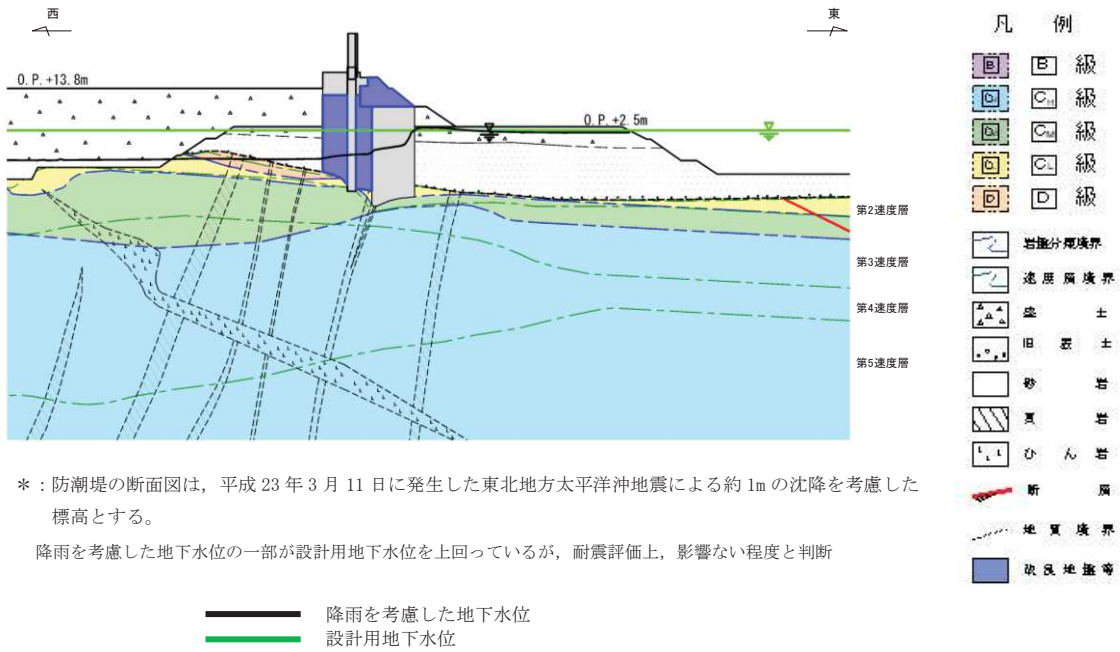 西
東
O.P.+13.8m
O.P.+2.5m
第2速度層
第3速度層
第4速度層
第5速度層
凡 例
B B 級
CH CH 級
CM CM 級
CL CL 級
D D 級
岩盤分類境界
速度層境界
盛 土
旧 表 土
砂 岩
頁 岩
ひ ん 岩
断 層
地 質 境 界
改 良 地 盤 等
*：防潮堤の断面図は，平成 23 年 3 月 11 日に発生した東北地方太平洋沖地震による約 1m の沈降を考慮した
標高とする。
降雨を考慮した地下水位の一部が設計用地下水位を上回っているが，耐震評価上，影響ない程度と判断
降雨を考慮した地下水位
設計用地下水位